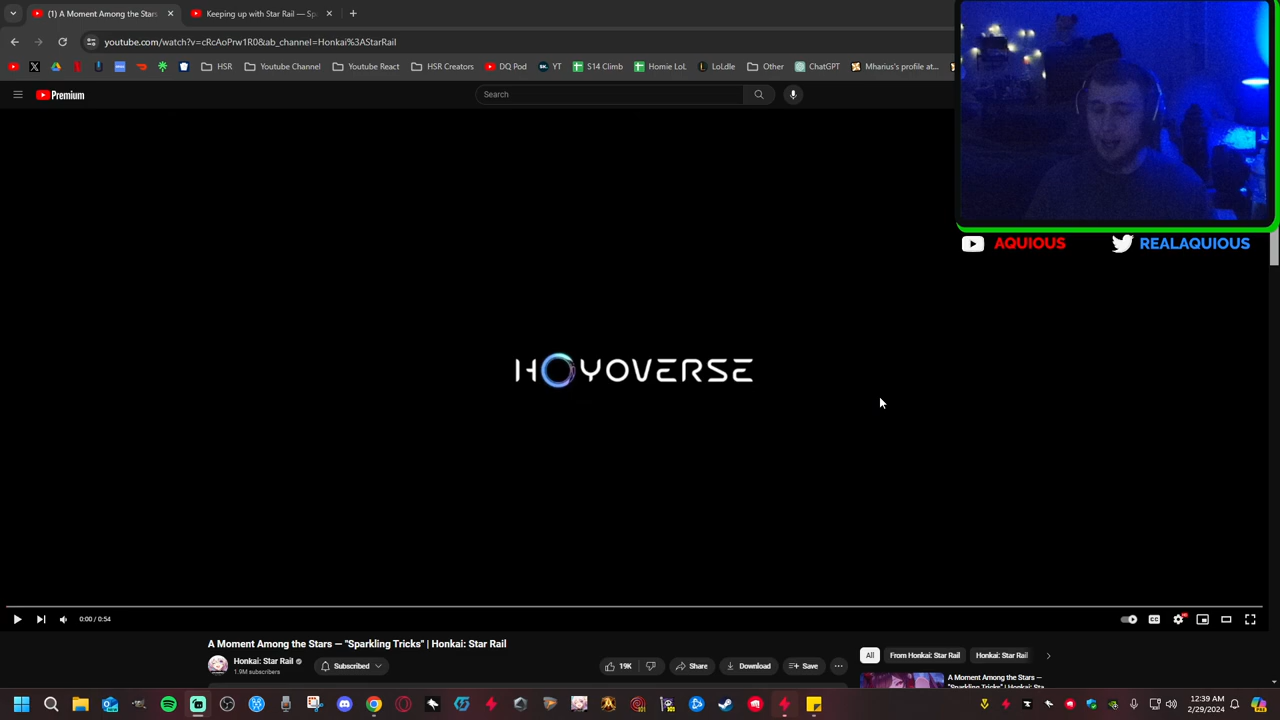 (1) A Moment Among the Stars
Keeping up with Star Rail — Sp
youtube.com/watch?v=cRcAoPrw1R0&ab_channel=Honkai%3AStarRail
HSR
Youtube Channel
Youtube React
HSR Creators
DQ Pod
YT
S14 Climb
Homie LoL
LoLdle
Other
ChatGPT
Mharius's profile at...
Premium
Search
AQUIOUS
REALAQUIOUS
HOYOVERSE
0:00 / 0:54
A Moment Among the Stars — "Sparkling Tricks" | Honkai: Star Rail
Honkai: Star Rail
1.9M subscribers
Subscribed
19K
Share
Download
Save
All
From Honkai: Star Rail
Honkai: Star Rail
A Moment Among the Stars —
"Sparkling Tricks" | Honkai: Sta
12:39 AM
2/29/2024